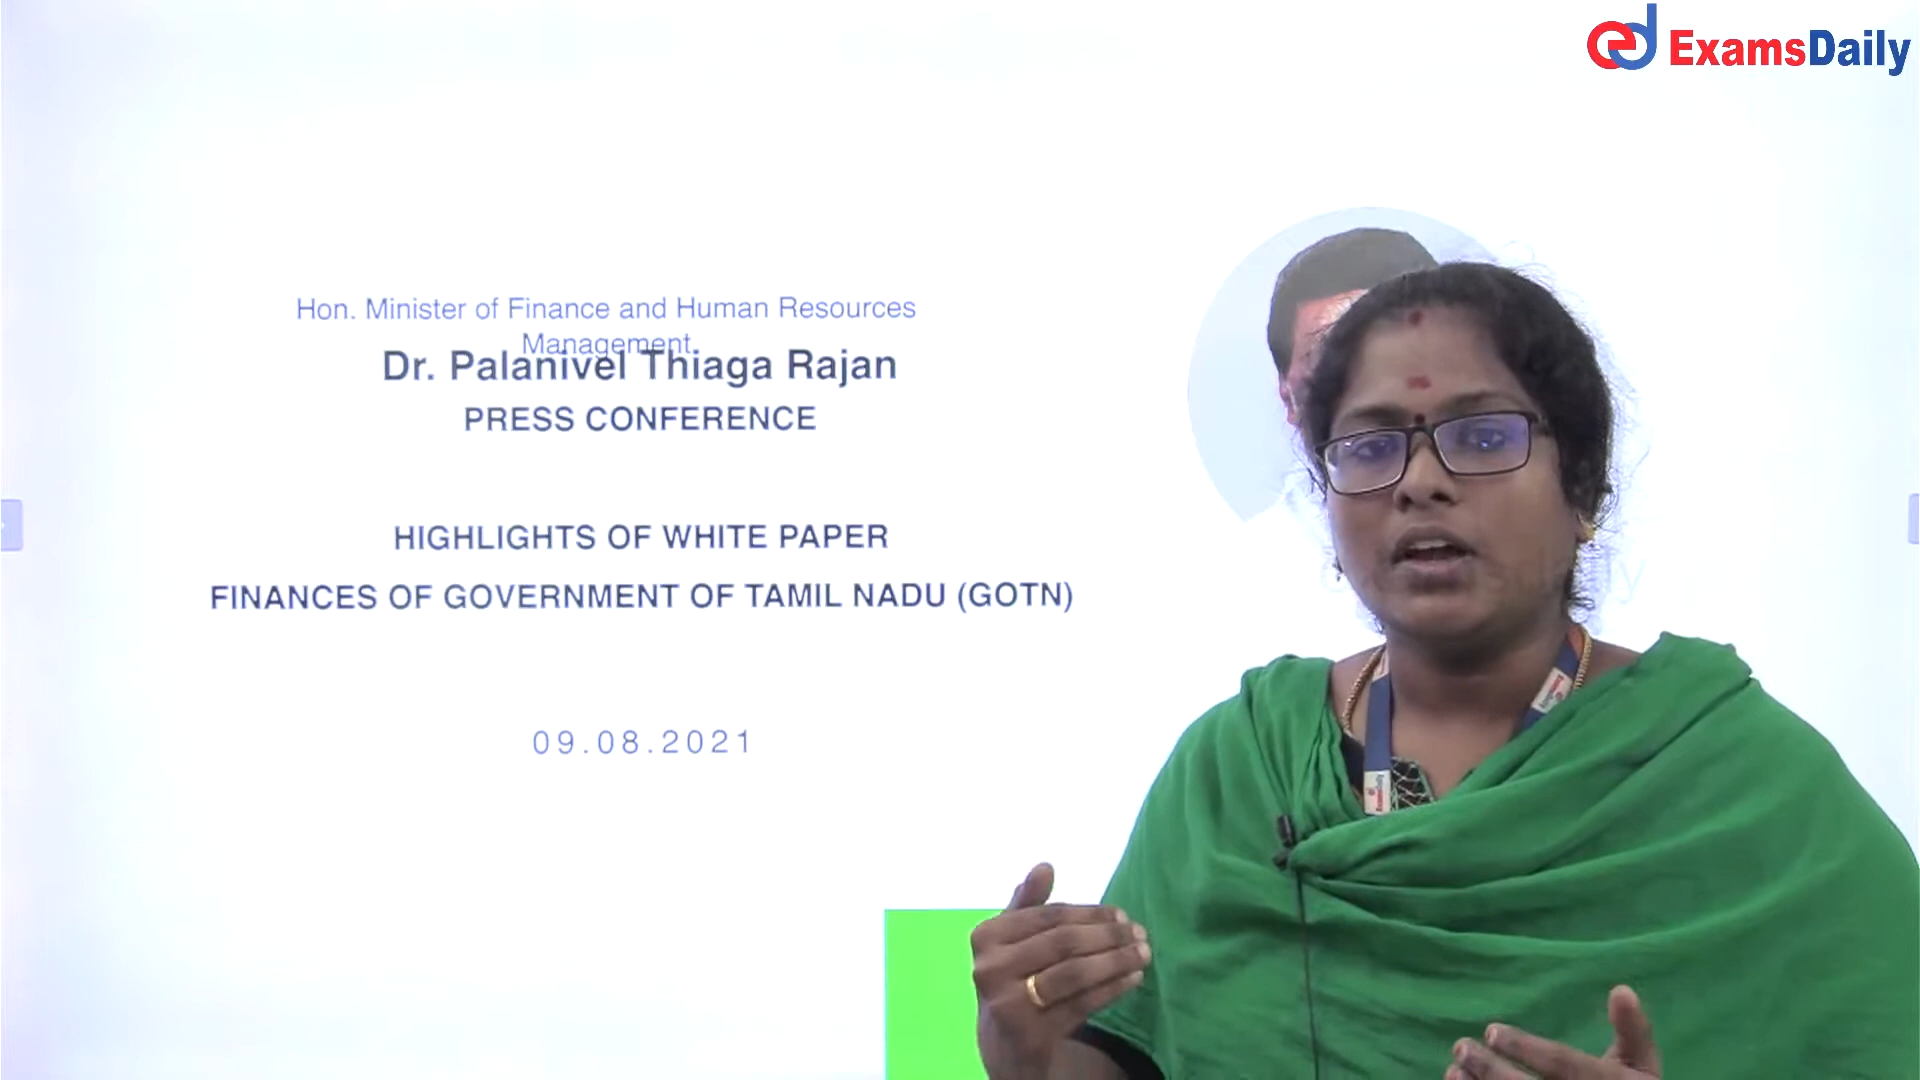 ExamsDaily
Hon. Minister of Finance and Human Resources
Management
Dr. Palanivel Thiaga Rajan
PRESS CONFERENCE
HIGHLIGHTS OF WHITE PAPER
FINANCES OF GOVERNMENT OF TAMIL NADU (GOTN)
09.08.2021